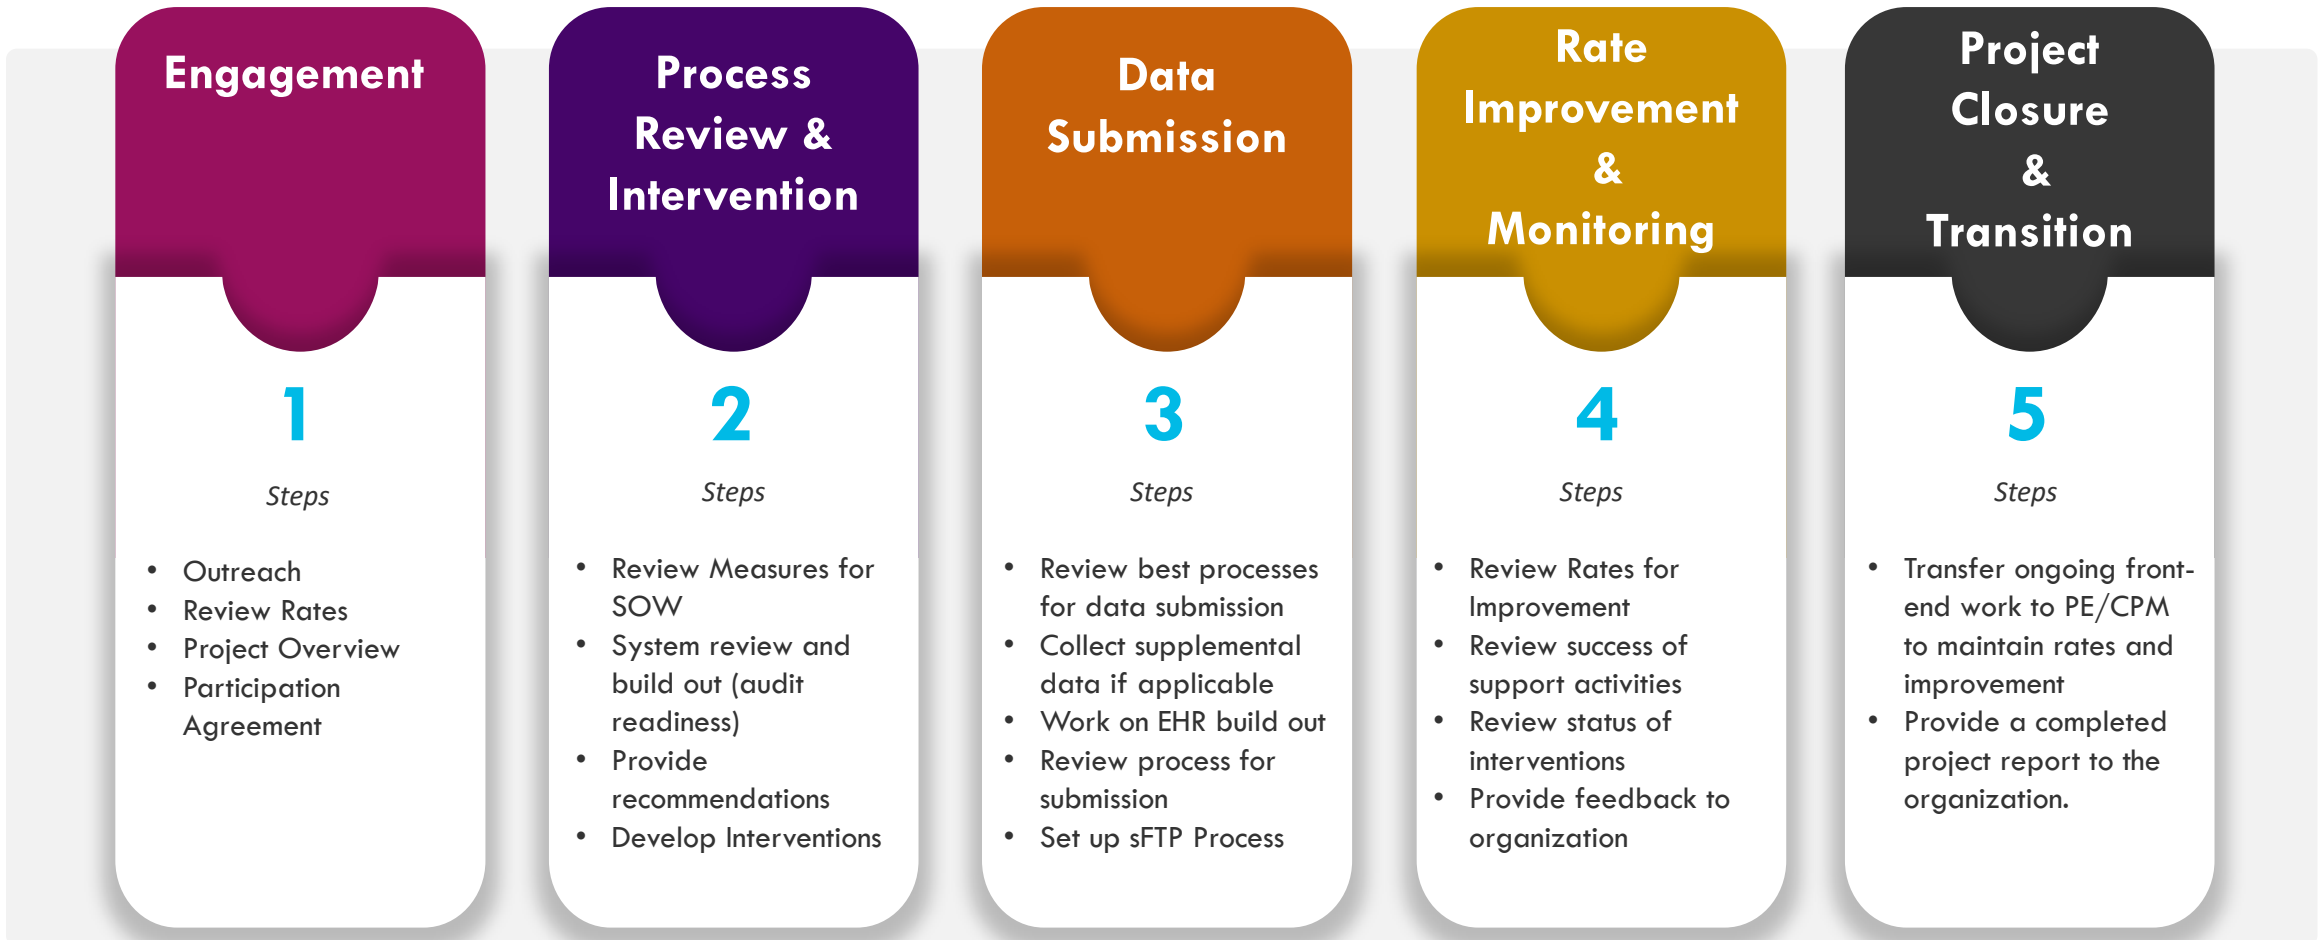 Engagement
1
Steps
• Outreach
• Review Rates
• Project Overview
• Participation
Agreement
Process
Review &
Intervention
2
Steps
• Review Measures for
SOW
• System review and
build out (audit
readiness)
• Provide
recommendations
• Develop Interventions
Data
Submission
3
Steps
• Review best processes
for data submission
• Collect supplemental
data if applicable
• Work on EHR build out
• Review process for
submission
• Set up sFTP Process
Rate
Improvement
&
Monitoring
4
Steps
• Review Rates for
Improvement
• Review success of
support activities
• Review status of
interventions
• Provide feedback to
organization
Project
Closure
&
Transition
5
Steps
• Transfer ongoing front-
end work to PE/CPM
to maintain rates and
improvement
• Provide a completed
project report to the
organization.